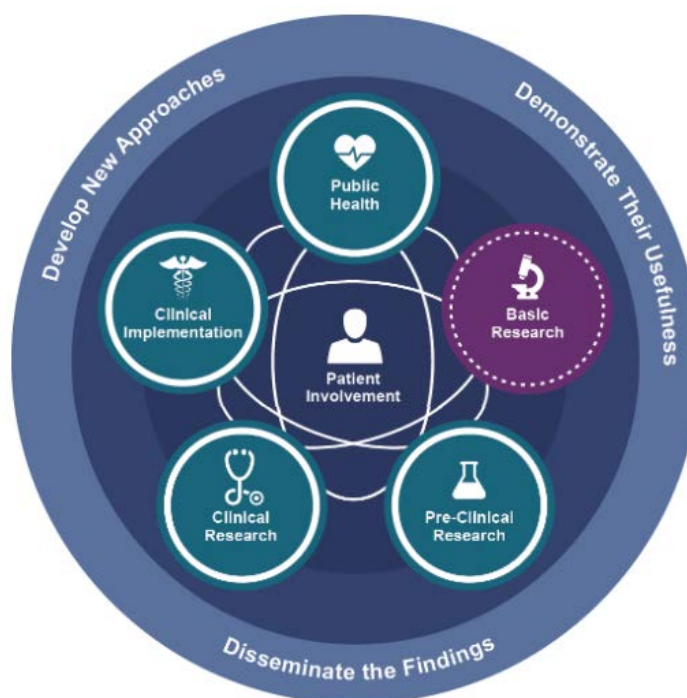 Develop New Approaches
Demonstrate Their Usefulness
Public
Health
Clinical
Implementation
Basic
Research
Patient
Involvement
Clinical
Research
Pre-Clinical
Research
Disseminate the Findings